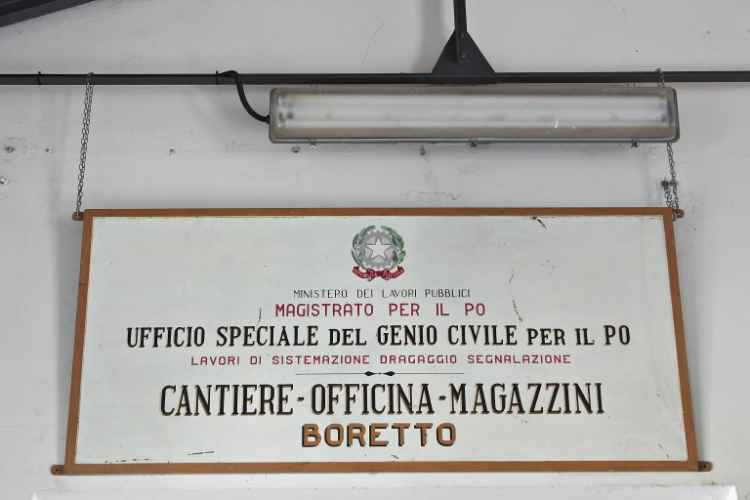 MINISTERO DEI LAVORI PUBBLICI
MAGISTRATO PER IL PO
UFFICIO SPECIALE DEL GENIO CIVILE PER IL PO
LAVORI DI SISTEMAZIONE DRAGAGGIO SEGNALAZIONE
CANTIERE-OFFICINA-MAGAZZINI
BORETTO